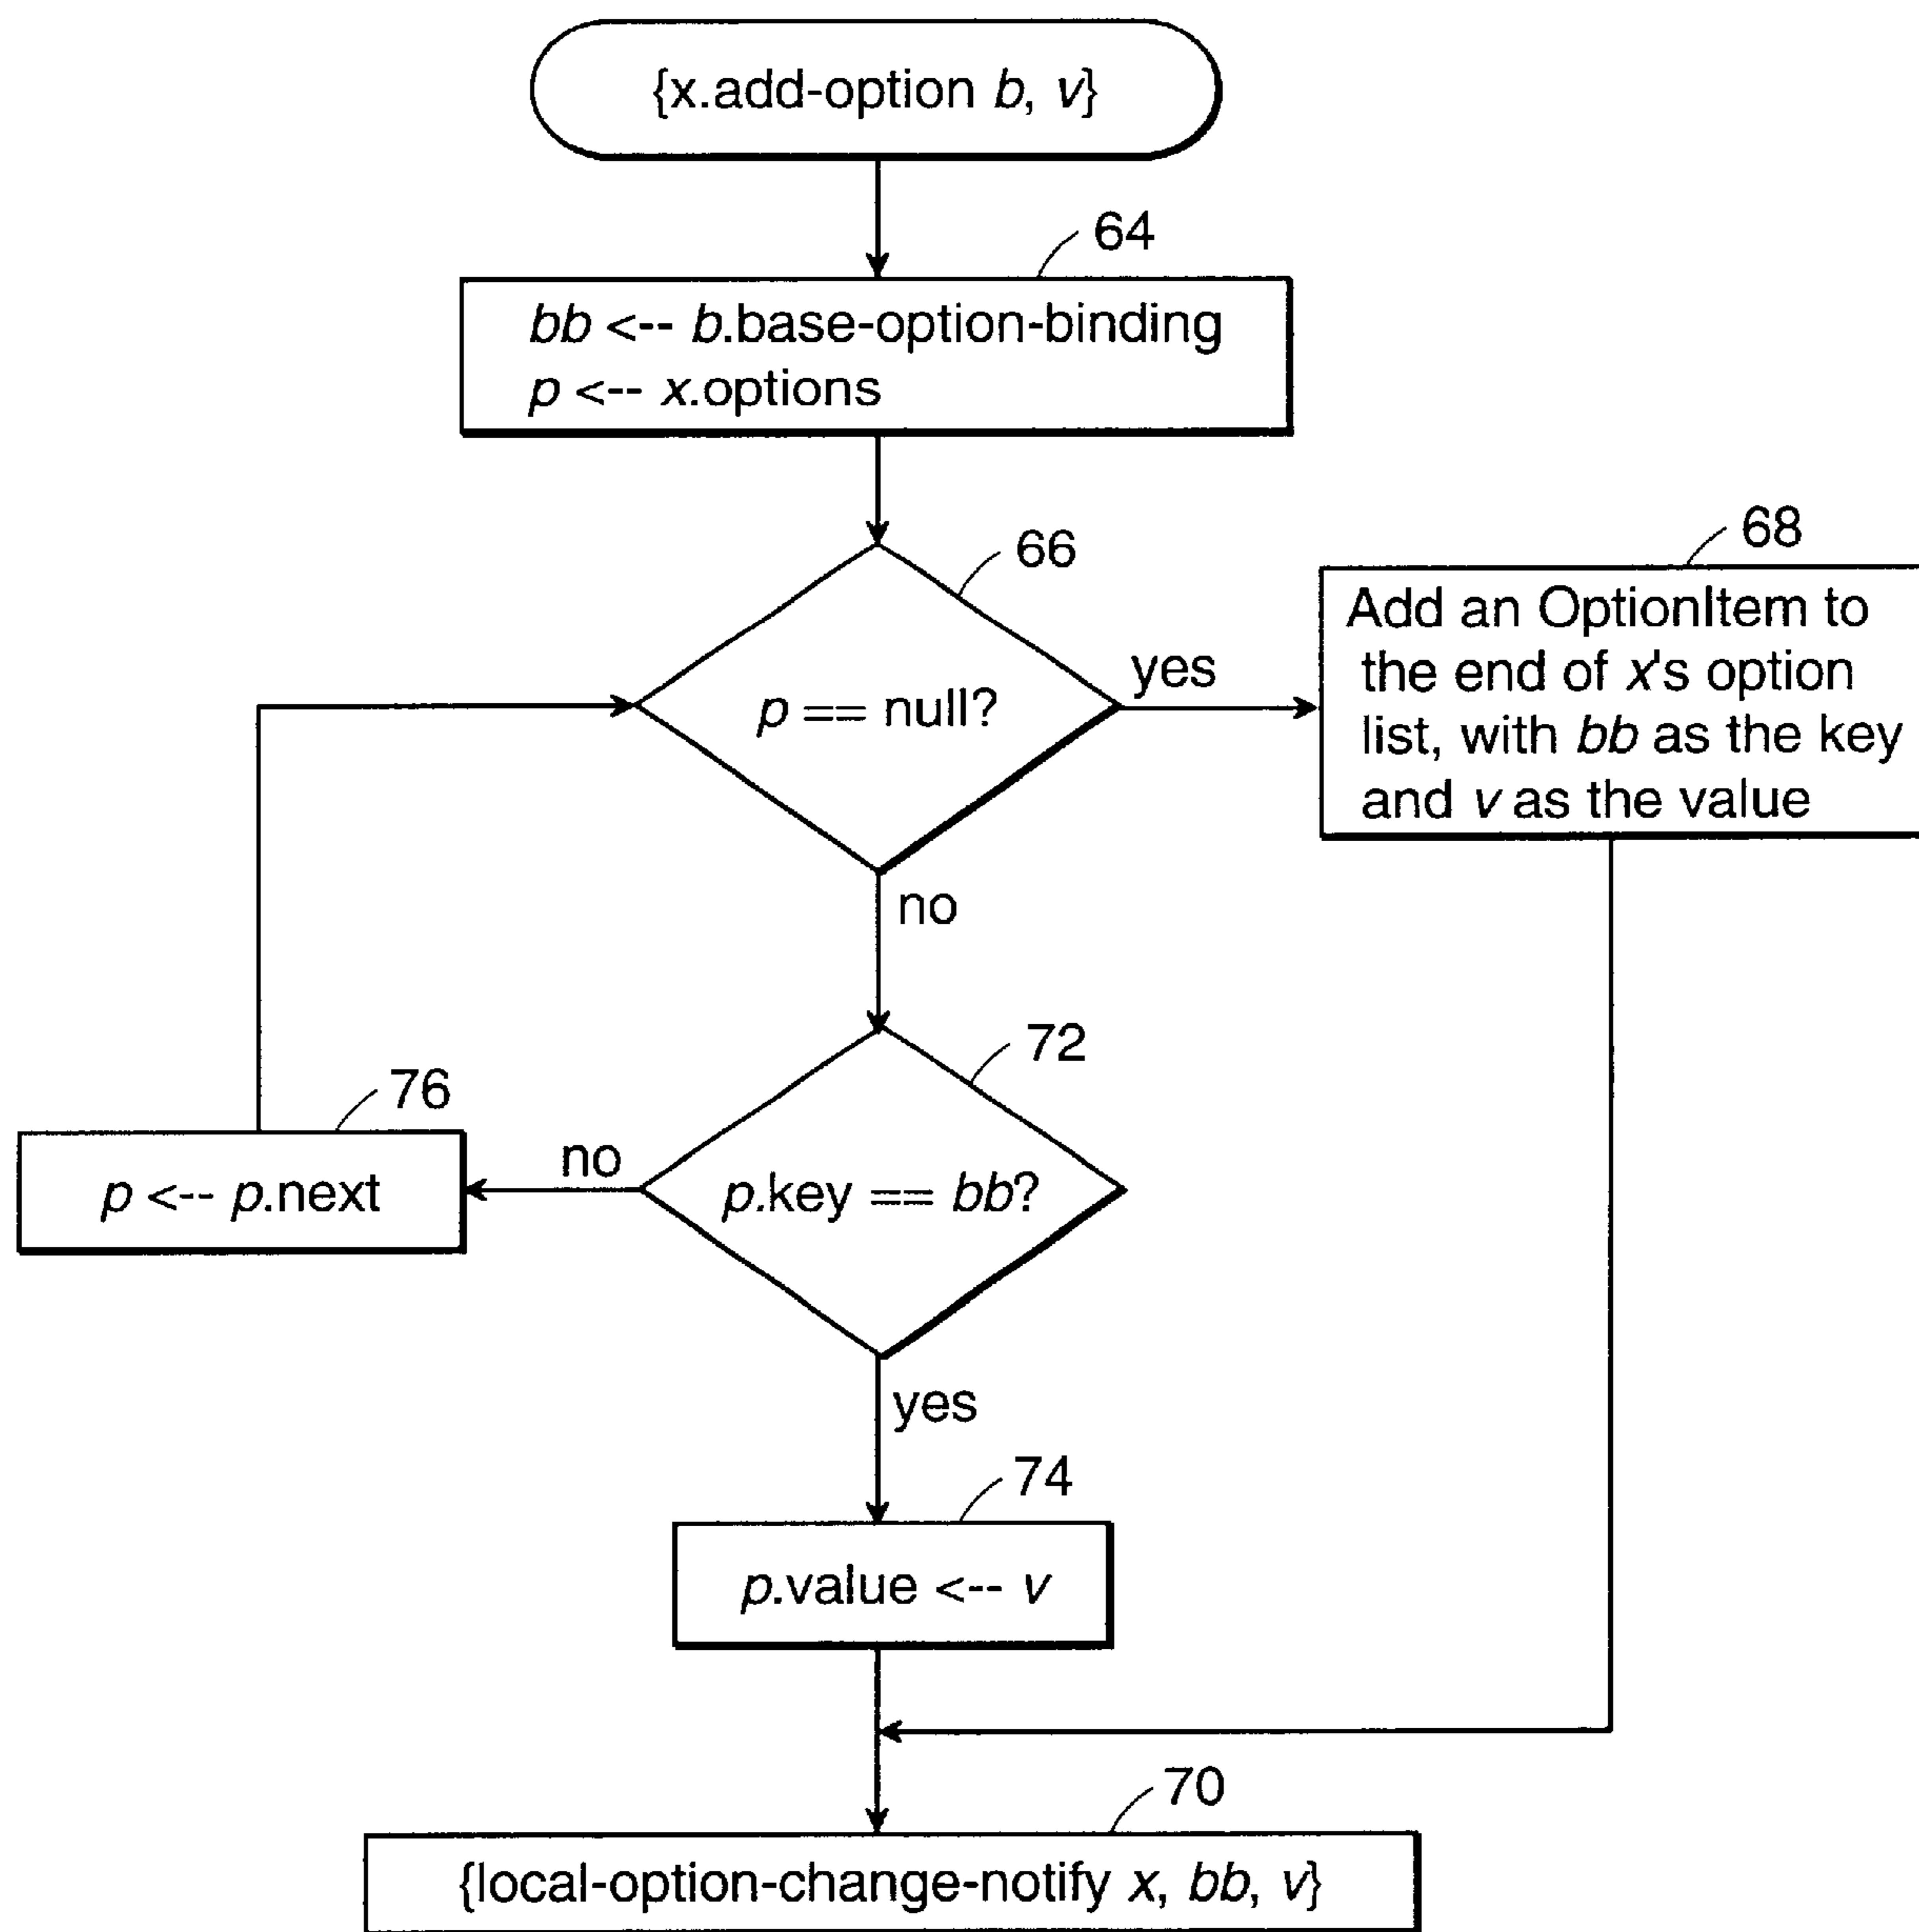 {x.add-option b, v}
64
bb <-- b.base-option-binding
p <-- x.options
66
p == null?
yes
68
Add an OptionItem to
the end of x's option
list, with bb as the key
and v as the value
no
72
p.key == bb?
no
76
p <-- p.next
yes
74
p.value <-- v
70
{local-option-change-notify x, bb, v}